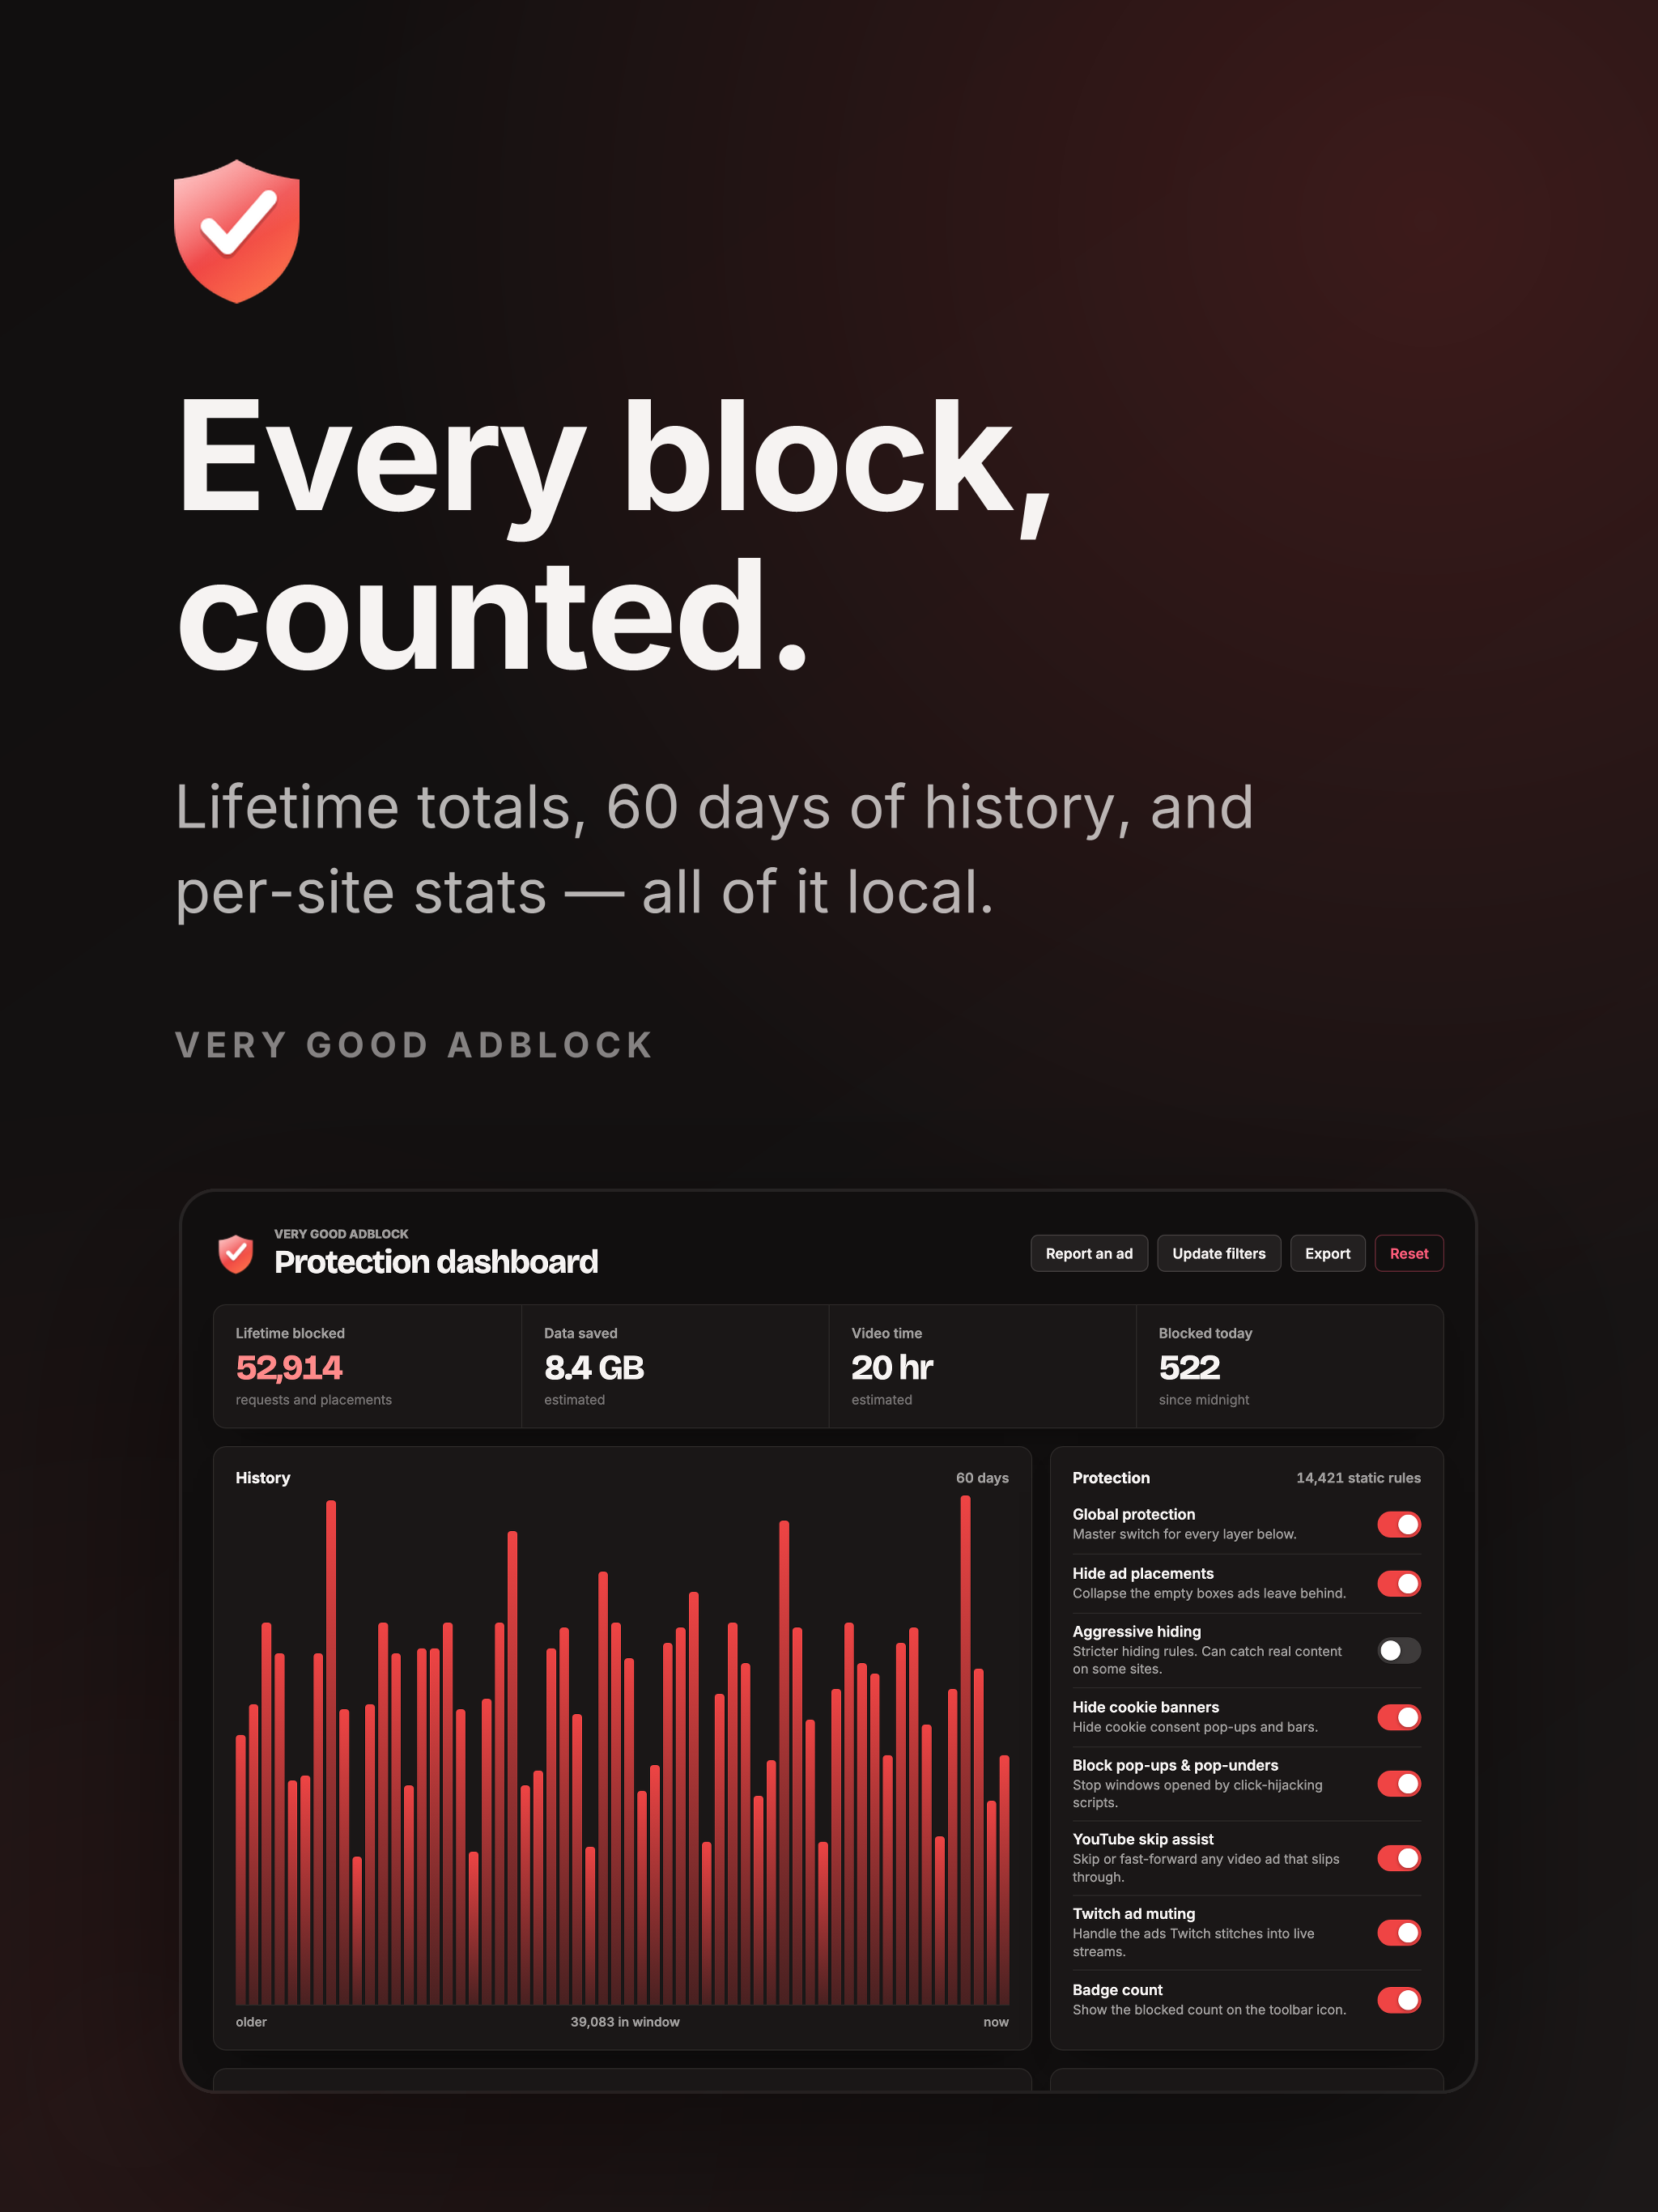 Every block,
counted.
Lifetime totals, 60 days of history, and
per-site stats — all of it local.
VERY GOOD ADBLOCK
VERY GOOD ADBLOCK
Protection dashboard
Report an ad
Update filters
Export
Reset
Lifetime blocked
52,914
requests and placements
Data saved
8.4 GB
estimated
Video time
20 hr
estimated
Blocked today
522
since midnight
History
60 days
older
39,083 in window
now
Protection
14,421 static rules
Global protection
Master switch for every layer below.
Hide ad placements
Collapse the empty boxes ads leave behind.
Aggressive hiding
Stricter hiding rules. Can catch real content
on some sites.
Hide cookie banners
Hide cookie consent pop-ups and bars.
Block pop-ups & pop-unders
Stop windows opened by click-hijacking
scripts.
YouTube skip assist
Skip or fast-forward any video ad that slips
through.
Twitch ad muting
Handle the ads Twitch stitches into live
streams.
Badge count
Show the blocked count on the toolbar icon.